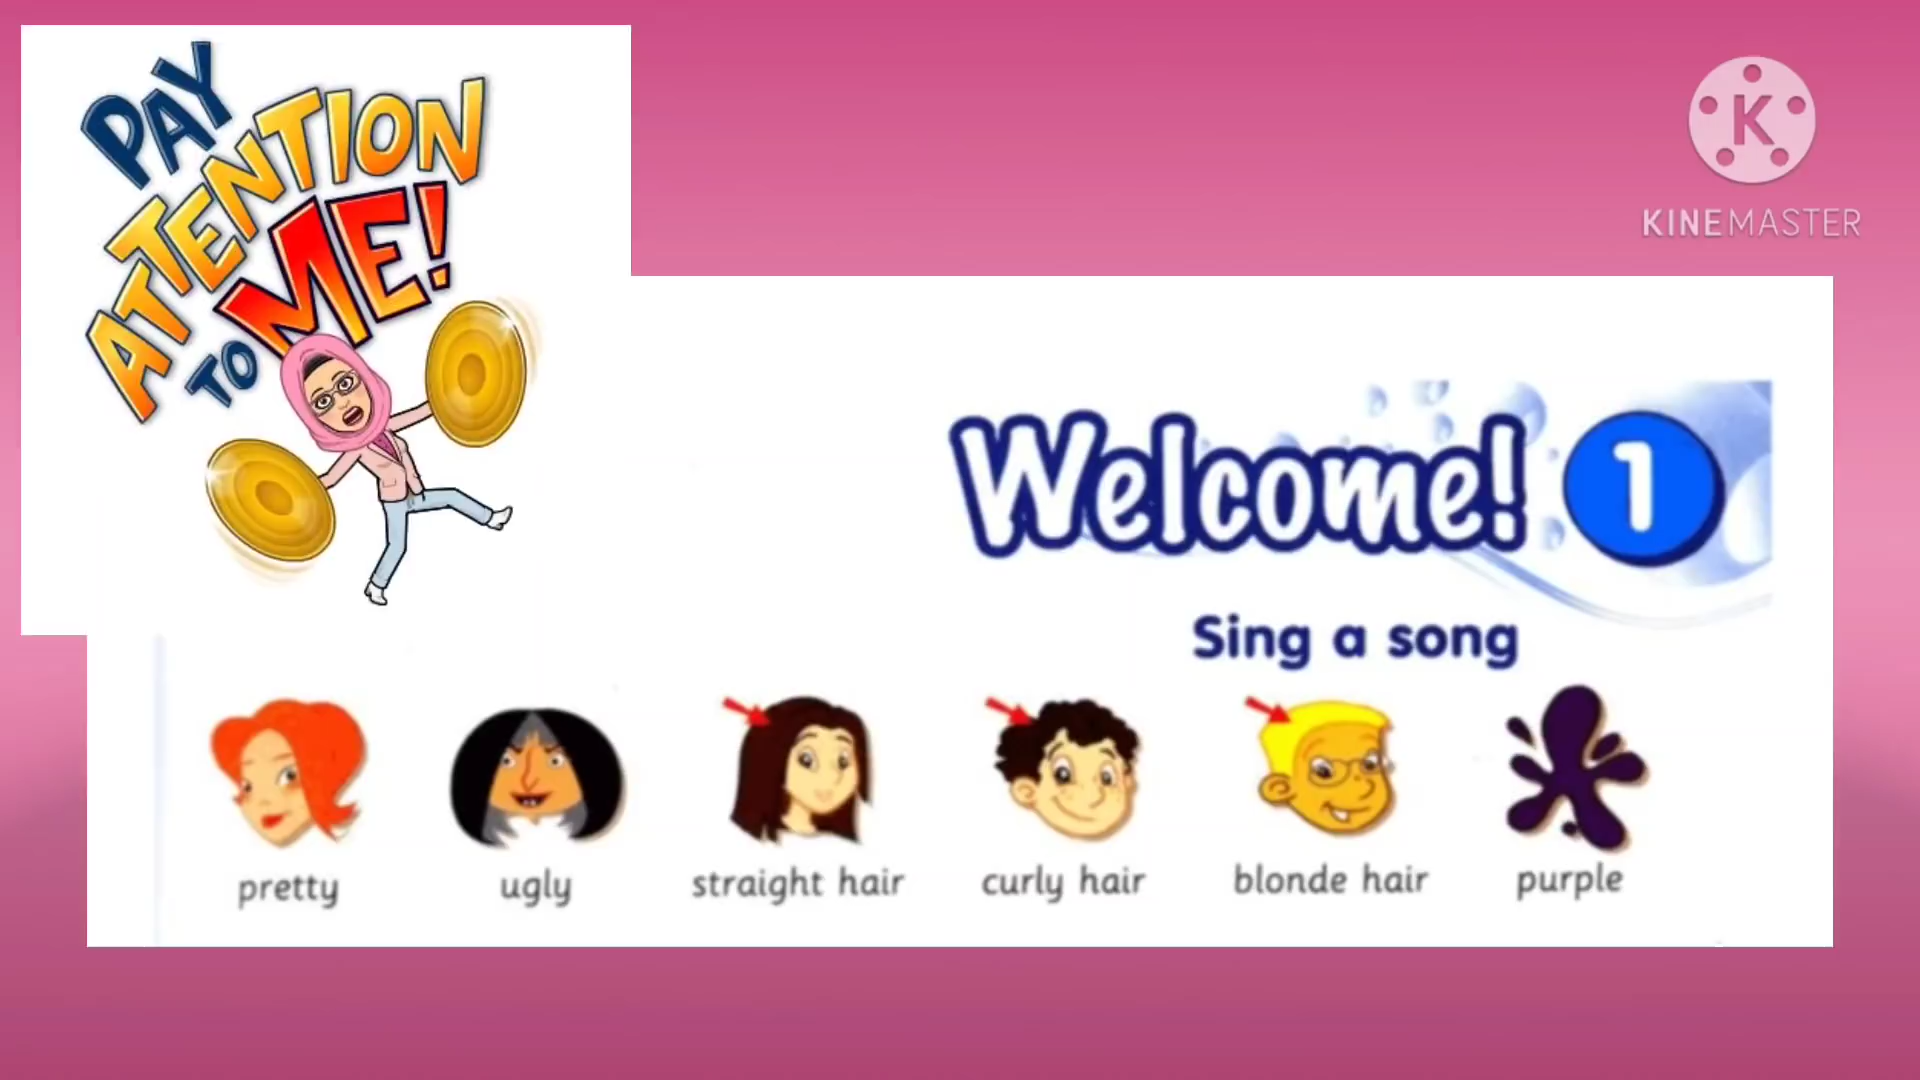 PAY
ATTENTION
TO ME!
K
KINEMASTER
Welcome! 1
Sing a song
pretty
ugly
straight hair
curly hair
blonde hair
purple